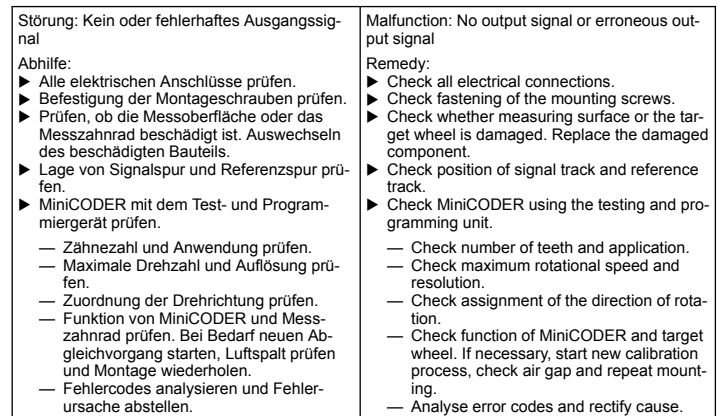 Störung: Kein oder fehlerhaftes Ausgangssig-
nal
Abhilfe:
▶ Alle elektrischen Anschlüsse prüfen.
▶ Befestigung der Montageschrauben prüfen.
▶ Prüfen, ob die Messoberfläche oder das
Messzahnrad beschädigt ist. Auswechseln
des beschädigten Bauteils.
▶ Lage von Signalspur und Referenzspur prü-
fen.
▶ MiniCODER mit dem Test- und Program-
miergerät prüfen.
— Zähnezahl und Anwendung prüfen.
— Maximale Drehzahl und Auflösung prü-
fen.
— Zuordnung der Drehrichtung prüfen.
— Funktion von MiniCODER und Mess-
zahnrad prüfen. Bei Bedarf neuen Ab-
gleichvorgang starten, Luftspalt prüfen
und Montage wiederholen.
— Fehlercodes analysieren und Fehler-
ursache abstellen.
Malfunction: No output signal or erroneous out-
put signal
Remedy:
▶ Check all electrical connections.
▶ Check fastening of the mounting screws.
▶ Check whether measuring surface or the tar-
get wheel is damaged. Replace the damaged
component.
▶ Check position of signal track and reference
track.
▶ Check MiniCODER using the testing and pro-
gramming unit.
— Check number of teeth and application.
— Check maximum rotational speed and
resolution.
— Check assignment of the direction of rota-
tion.
— Check function of MiniCODER and target
wheel. If necessary, start new calibration
process, check air gap and repeat mount-
ing.
— Analyse error codes and rectify cause.